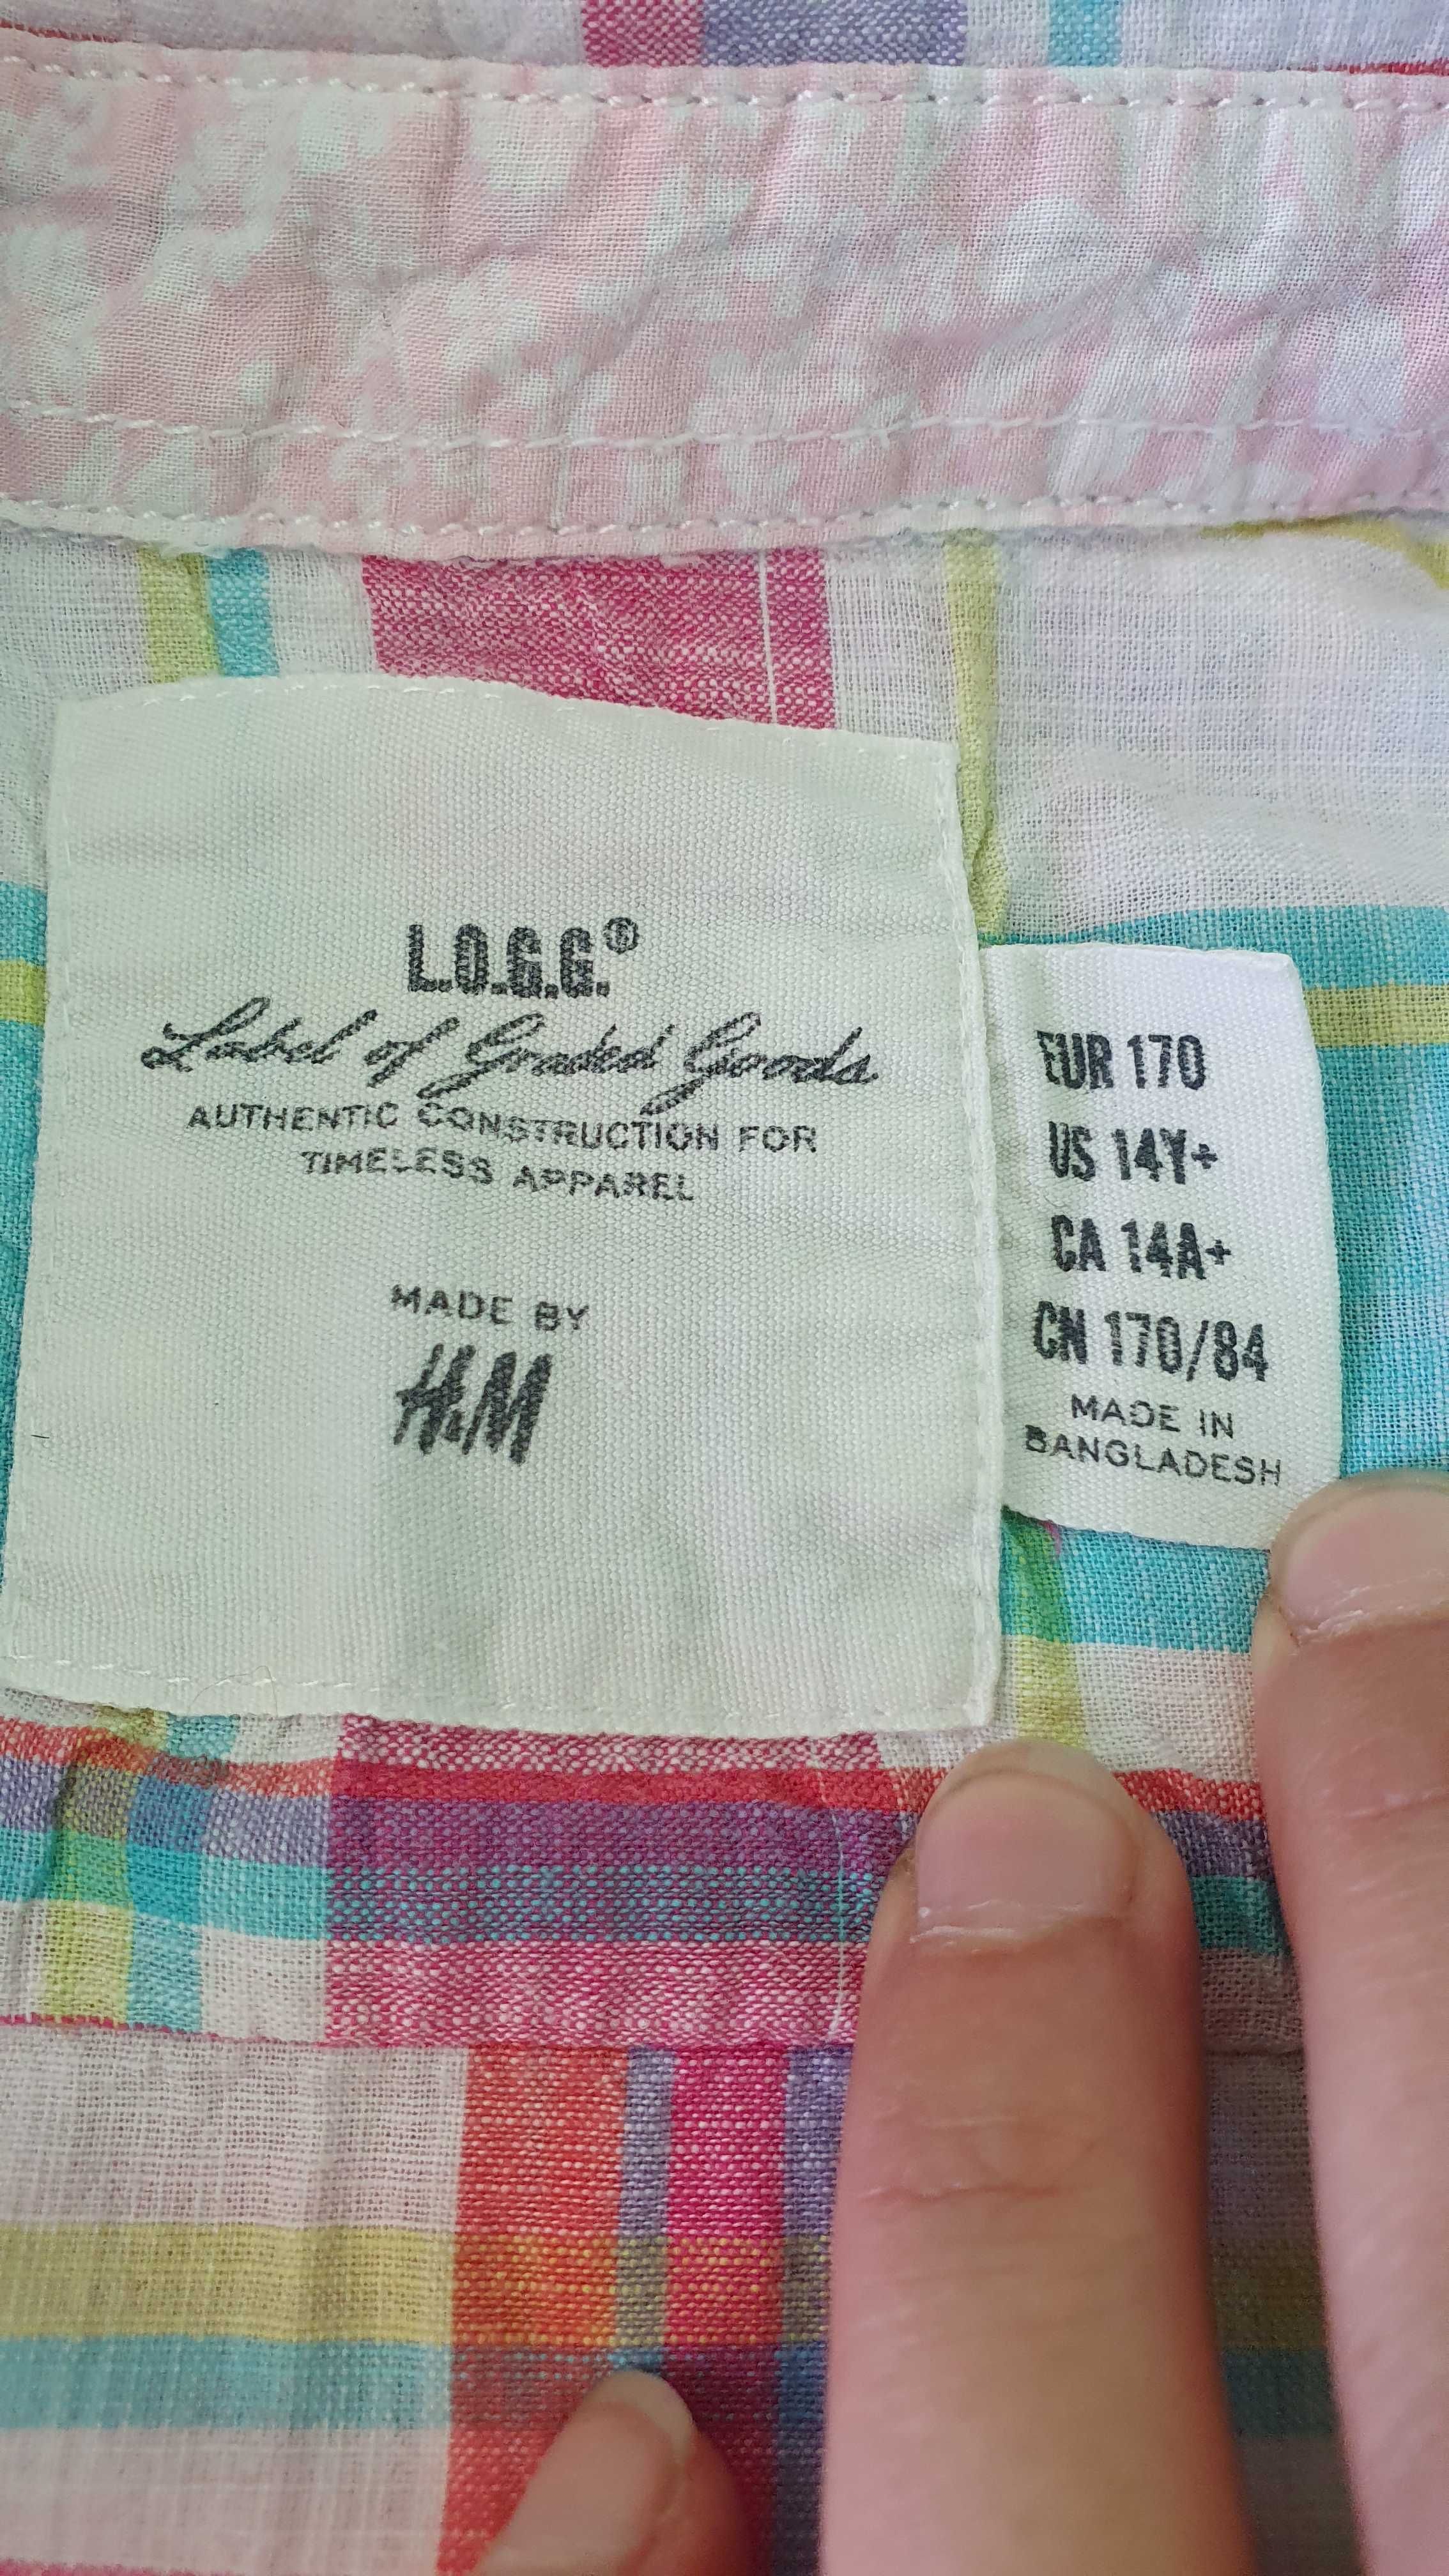 L.O.G.G.®
Label of Graded Goods
AUTHENTIC CONSTRUCTION FOR
TIMELESS APPAREL
MADE BY
H&M
EUR 170
US 14Y+
CA 14A+
CN 170/84
MADE IN
BANGLADESH